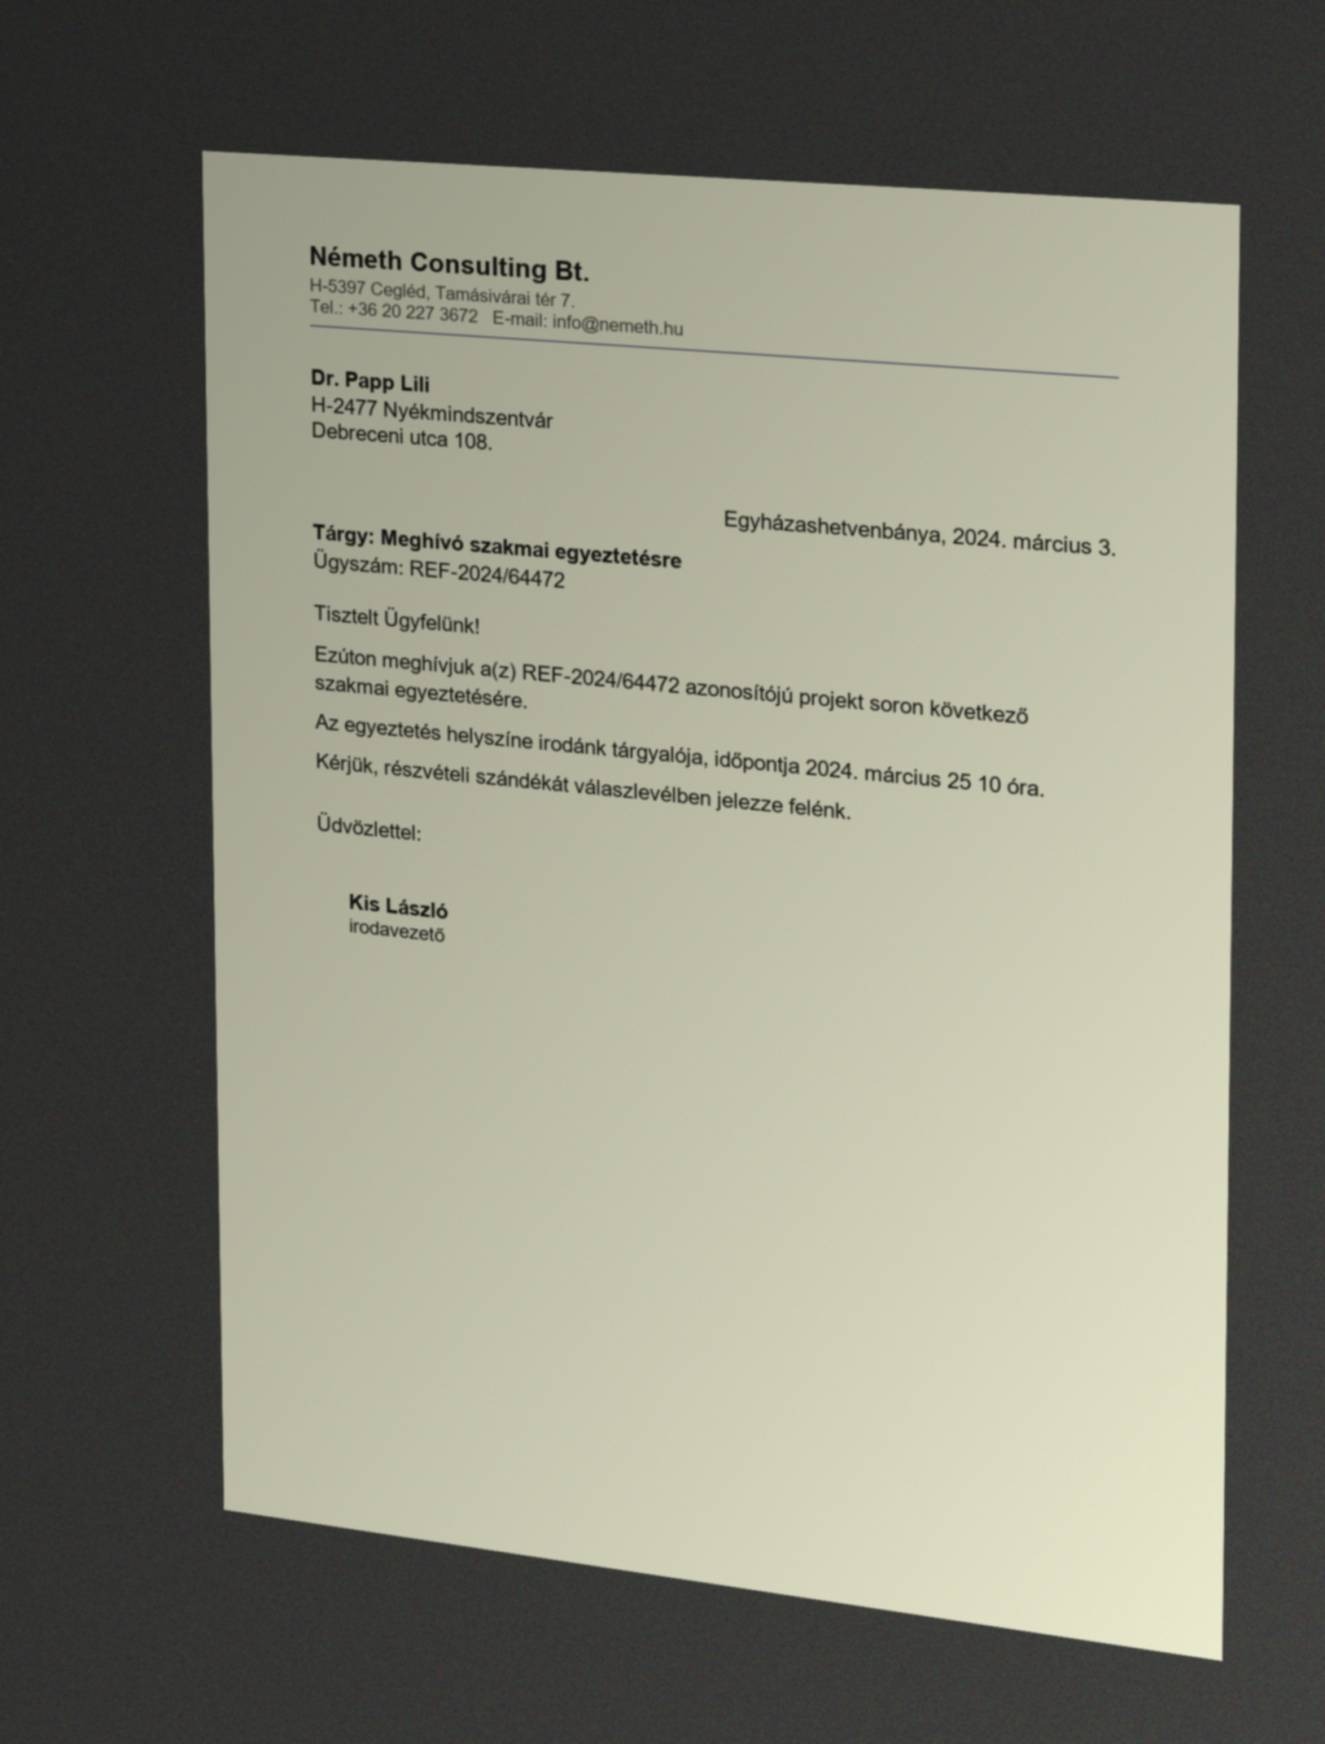 Németh Consulting Bt.
H-5397 Cegléd, Tamásivárai tér 7.
Tel.: +36 20 227 3672 E-mail: info@nemeth.hu
Dr. Papp Lili
H-2477 Nyékmindszentvár
Debreceni utca 108.
Egyházashetvenbánya, 2024. március 3.
Tárgy: Meghívó szakmai egyeztetésre
Ügyszám: REF-2024/64472
Tisztelt Ügyfelünk!
Ezúton meghívjuk a(z) REF-2024/64472 azonosítójú projekt soron következő
szakmai egyeztetésére.
Az egyeztetés helyszíne irodánk tárgyalója, időpontja 2024. március 25 10 óra.
Kérjük, részvételi szándékát válaszlevélben jelezze felénk.
Üdvözlettel:
Kis László
irodavezető